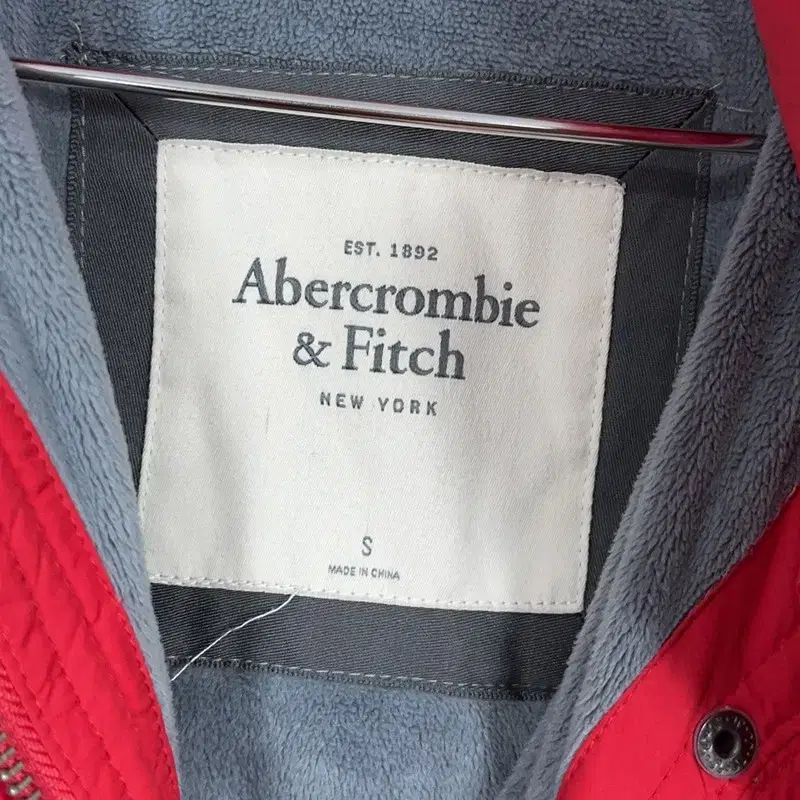 EST. 1892
Abercrombie
& Fitch
NEW YORK
S
MADE IN CHINA